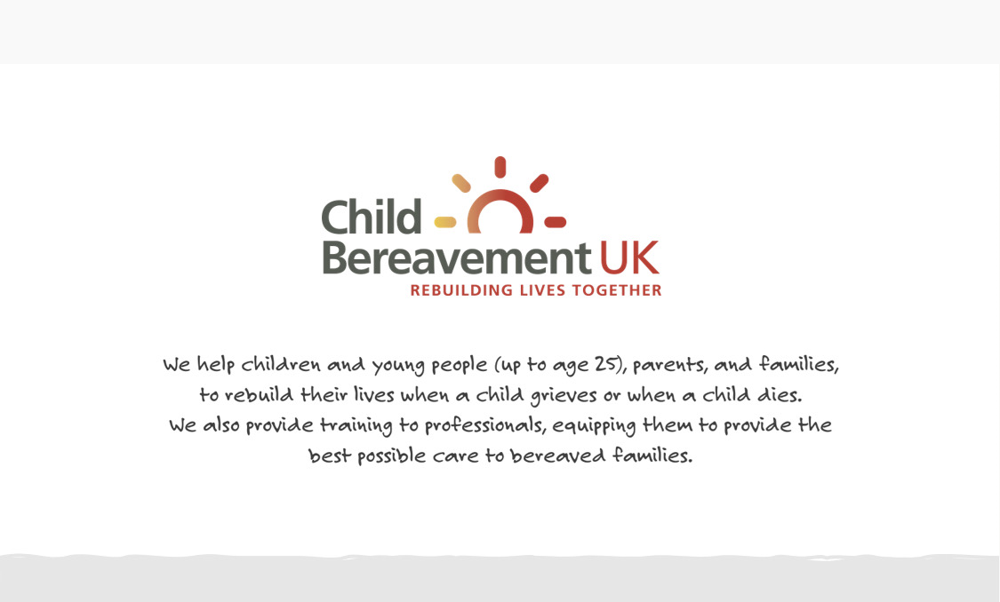 Child
Bereavement UK
REBUILDING LIVES TOGETHER
We help children and young people (up to age 25), parents, and families,
to rebuild their lives when a child grieves or when a child dies.
We also provide training to professionals, equipping them to provide the
best possible care to bereaved families.